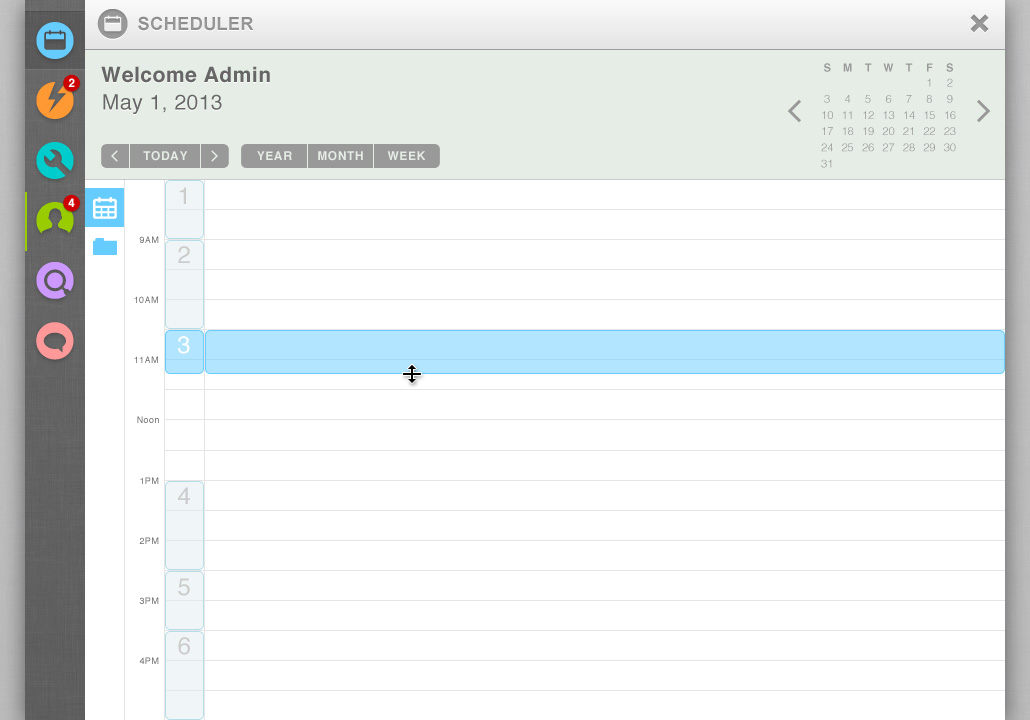 SCHEDULER
2
4
Welcome Admin
May 1, 2013
TODAY YEAR MONTH WEEK
S M T W T F S
1 2
3 4 5 6 7 8 9
10 11 12 13 14 15 16
17 18 19 20 21 22 23
24 25 26 27 28 29 30
31
1
9AM
2
10AM
3
11AM
Noon
1PM
4
2PM
5
3PM
6
4PM